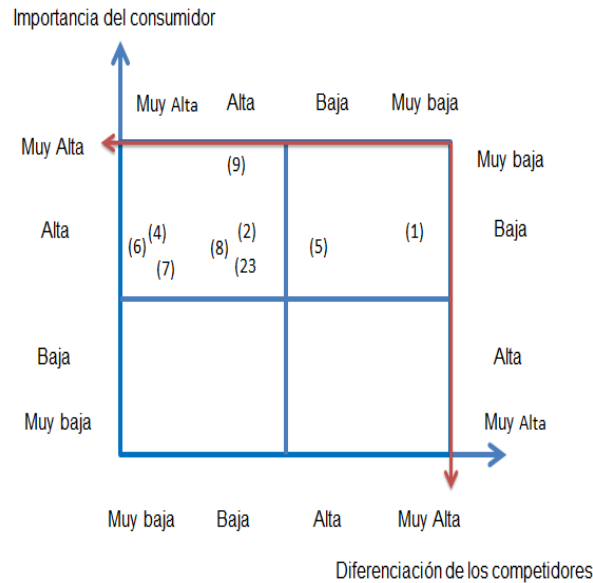 Importancia del consumidor
Muy Alta Alta Baja Muy baja
Muy Alta
(9)
Muy baja
Alta
(6) (4) (8) (2) (5) (1)
Baja
(7) (23
Baja
Alta
Muy baja
Muy Alta
Muy baja Baja Alta Muy Alta
Diferenciación de los competidores